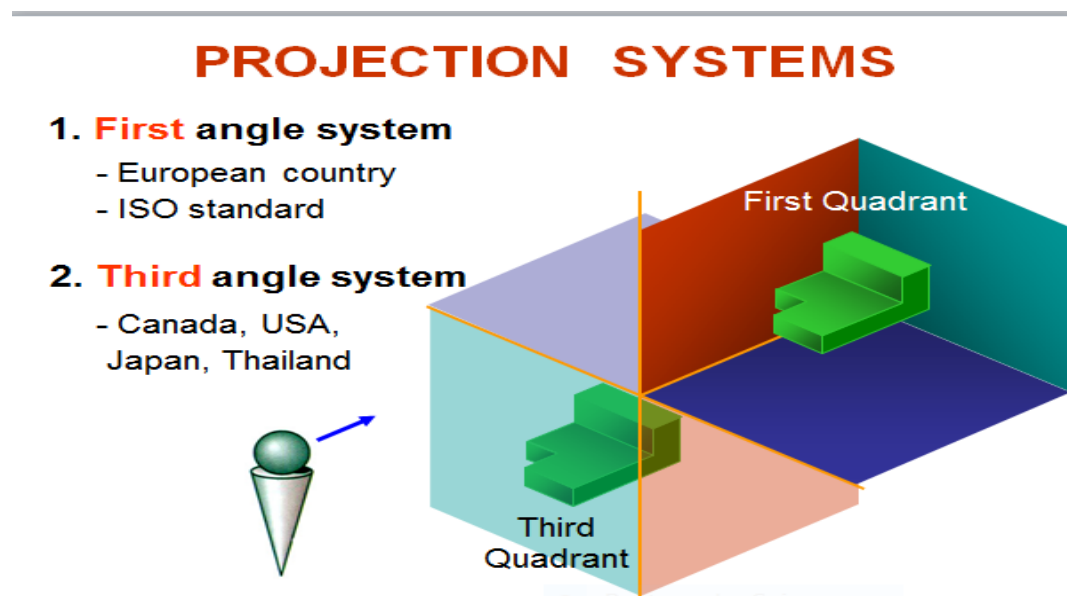 PROJECTION SYSTEMS
1. First angle system
- European country
- ISO standard
2. Third angle system
- Canada, USA,
Japan, Thailand
First Quadrant
Third
Quadrant